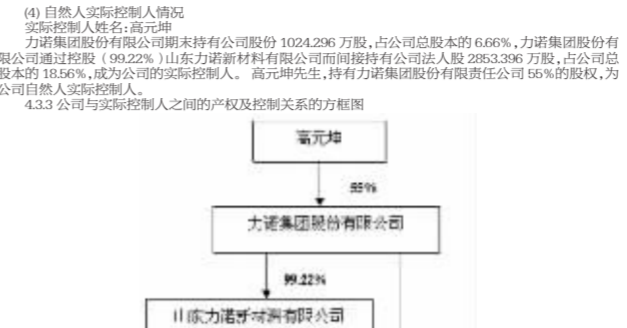 (4) 自然人实际控制人情况
实际控制人姓名:高元坤
力诺集团股份有限公司期末持有公司股份 1024.296 万股,占公司总股本的 6.66%,力诺集团股份有
限公司通过控股（99.22%）山东力诺新材料有限公司而间接持有公司法人股 2853.396 万股,占公司总
股本的 18.56%,成为公司的实际控制人。 高元坤先生,持有力诺集团股份有限责任公司 55%的股权,为
公司自然人实际控制人。
4.3.3 公司与实际控制人之间的产权及控制关系的方框图
高元坤
55%
力诺集团股份有限公司
99.22%
山东力诺新材料有限公司